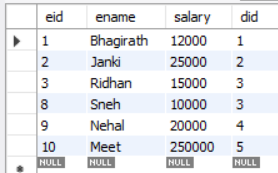 eid ename salary did
1 Bhagirath 12000 1
2 Janki 25000 2
3 Ridhan 15000 3
8 Sneh 10000 3
9 Nehal 20000 4
10 Meet 250000 5
NULL NULL NULL NULL